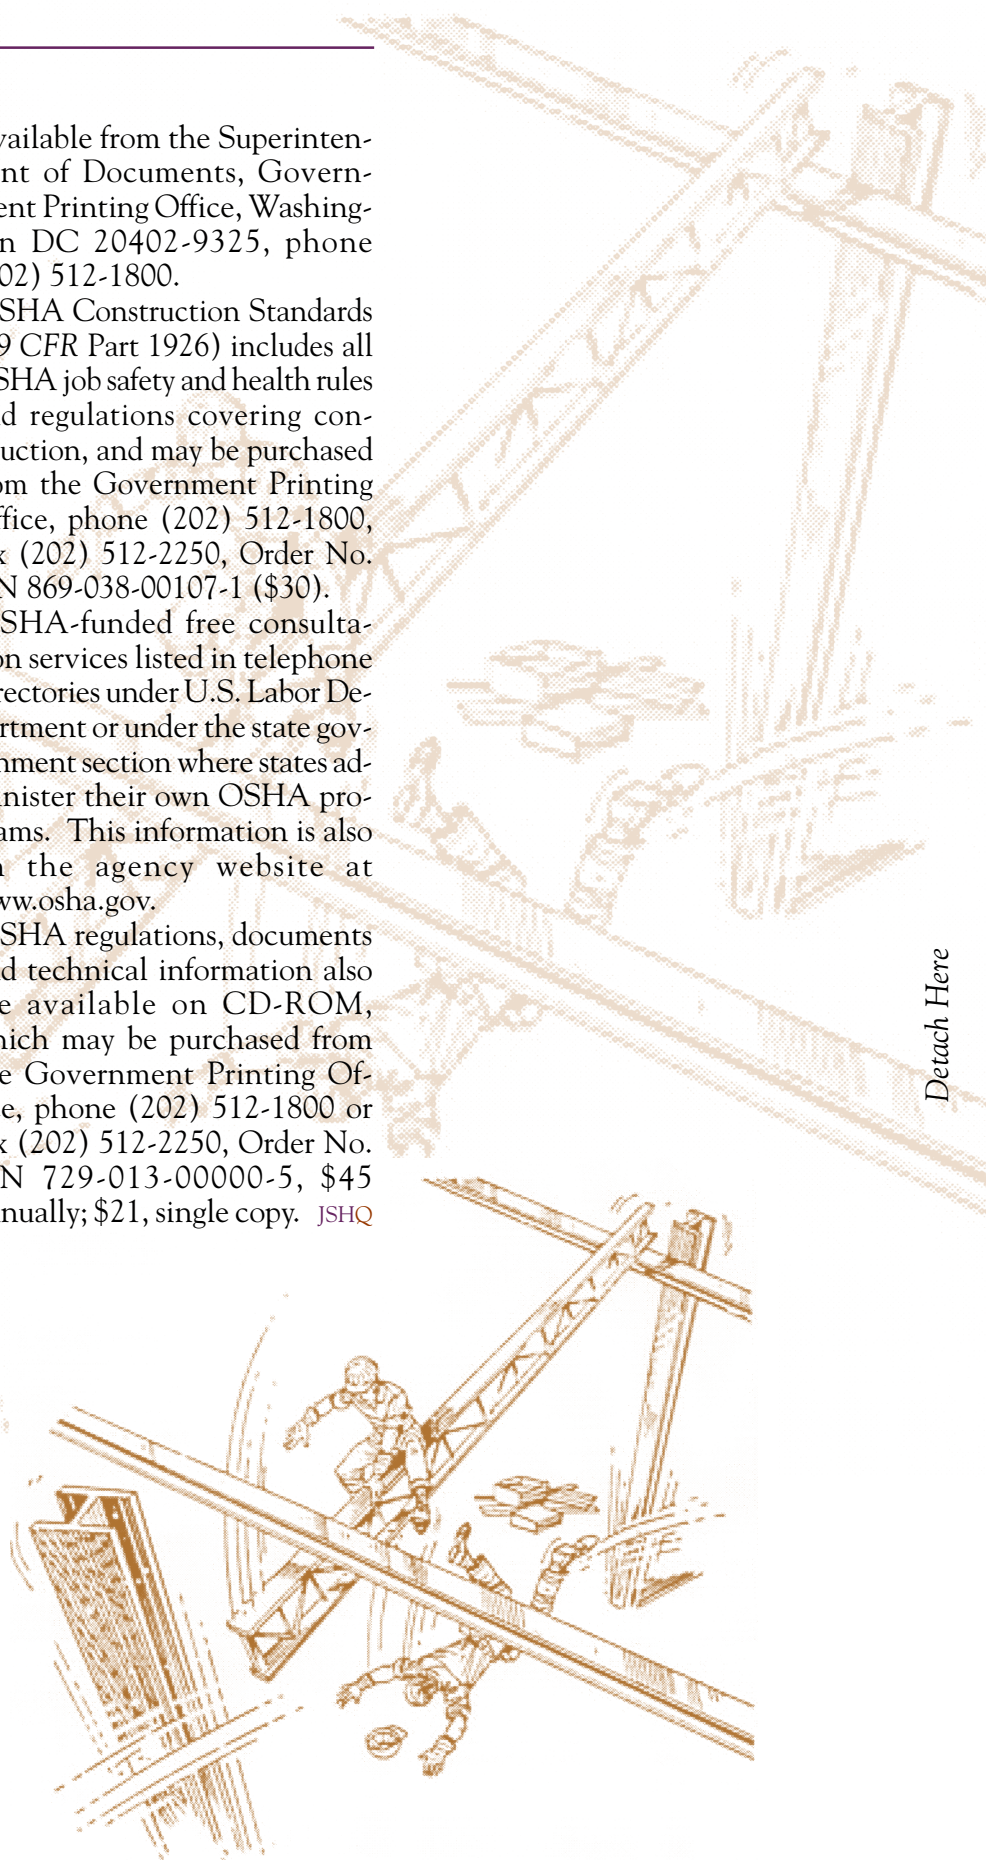 vailable from the Superinten-
nt of Documents, Govern-
ent Printing Office, Washing-
n DC 20402-9325, phone
02) 512-1800.
SHA Construction Standards
9 CFR Part 1926) includes all
SHA job safety and health rules
d regulations covering con-
uction, and may be purchased
om the Government Printing
ffice, phone (202) 512-1800,
x (202) 512-2250, Order No.
N 869-038-00107-1 ($30).
SHA-funded free consulta-
on services listed in telephone
rectories under U.S. Labor De-
rtment or under the state gov-
nment section where states ad-
nister their own OSHA pro-
ams. This information is also
n the agency website at
ww.osha.gov.
SHA regulations, documents
d technical information also
e available on CD-ROM,
hich may be purchased from
e Government Printing Of-
e, phone (202) 512-1800 or
x (202) 512-2250, Order No.
N 729-013-00000-5, $45
nually; $21, single copy. JSHQ
Detach Here